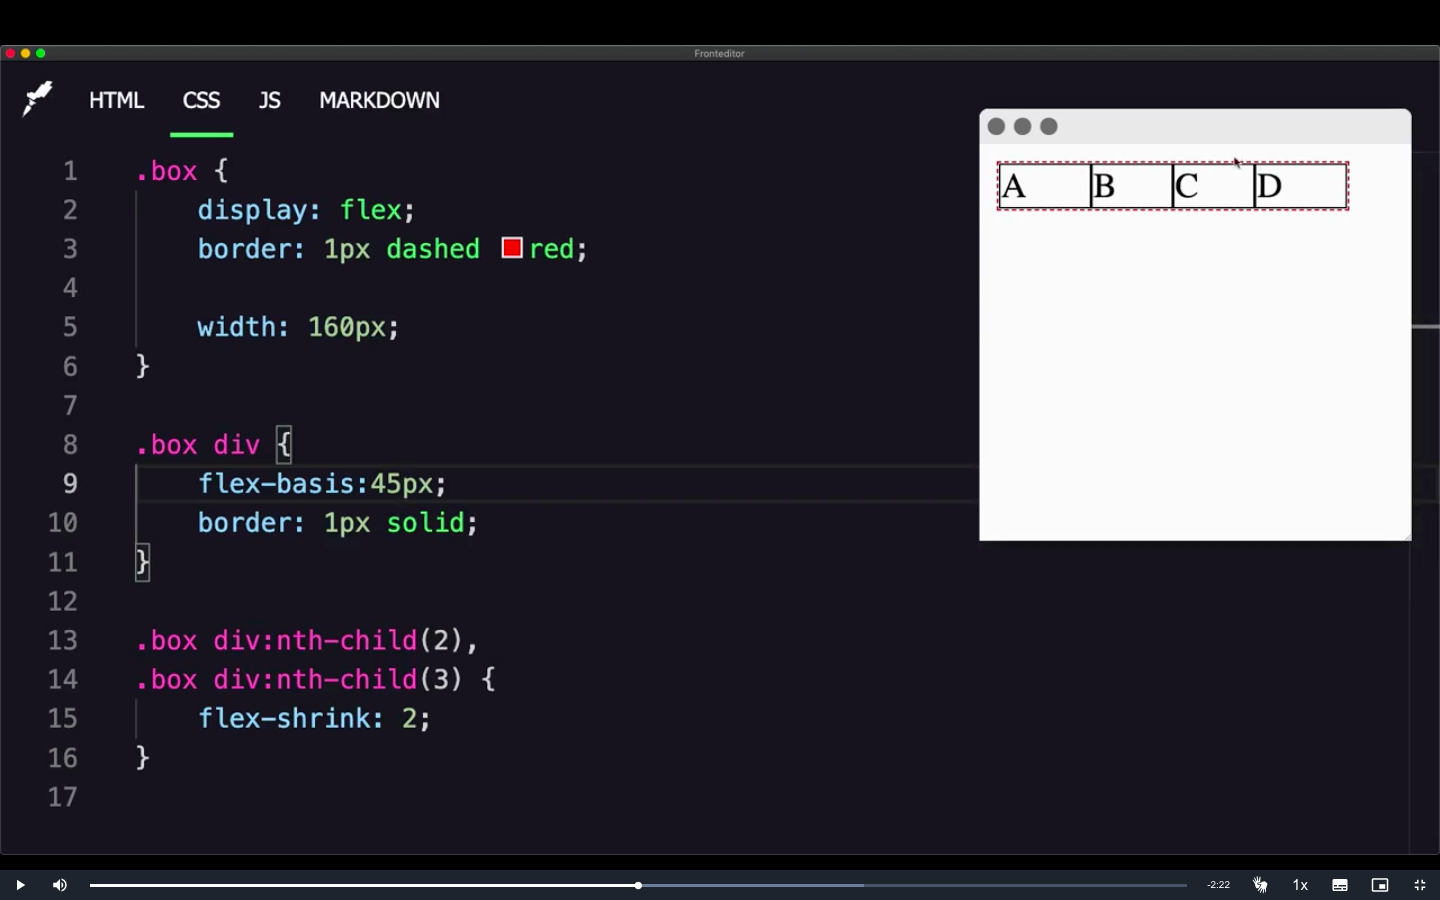 Fronteditor
HTML CSS JS MARKDOWN
1 .box {
2 display: flex;
3 border: 1px dashed red;
4
5 width: 160px;
6 }
7
8 .box div {
9 flex-basis:45px;
10 border: 1px solid;
11 }
12
13 .box div:nth-child(2),
14 .box div:nth-child(3) {
15 flex-shrink: 2;
16 }
17
A B C D
-2:22 1x